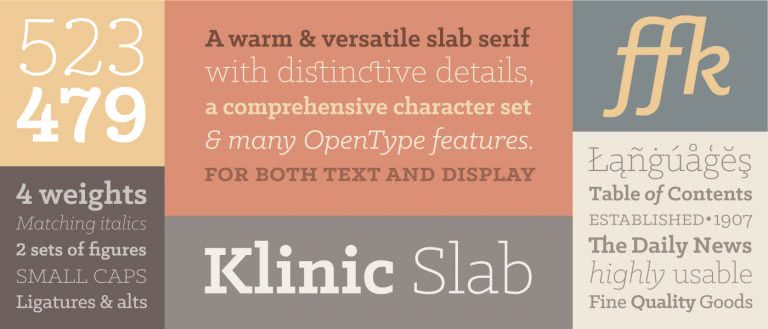 523
479
4 weights
Matching italics
2 sets of figures
SMALL CAPS
Ligatures & alts
A warm & versatile slab serif
with distinctive details,
a comprehensive character set
& many OpenType features.
FOR BOTH TEXT AND DISPLAY
Klinic Slab
ffk
Łąñġúåģĕş
Table of Contents
ESTABLISHED•1907
The Daily News
highly usable
Fine Quality Goods